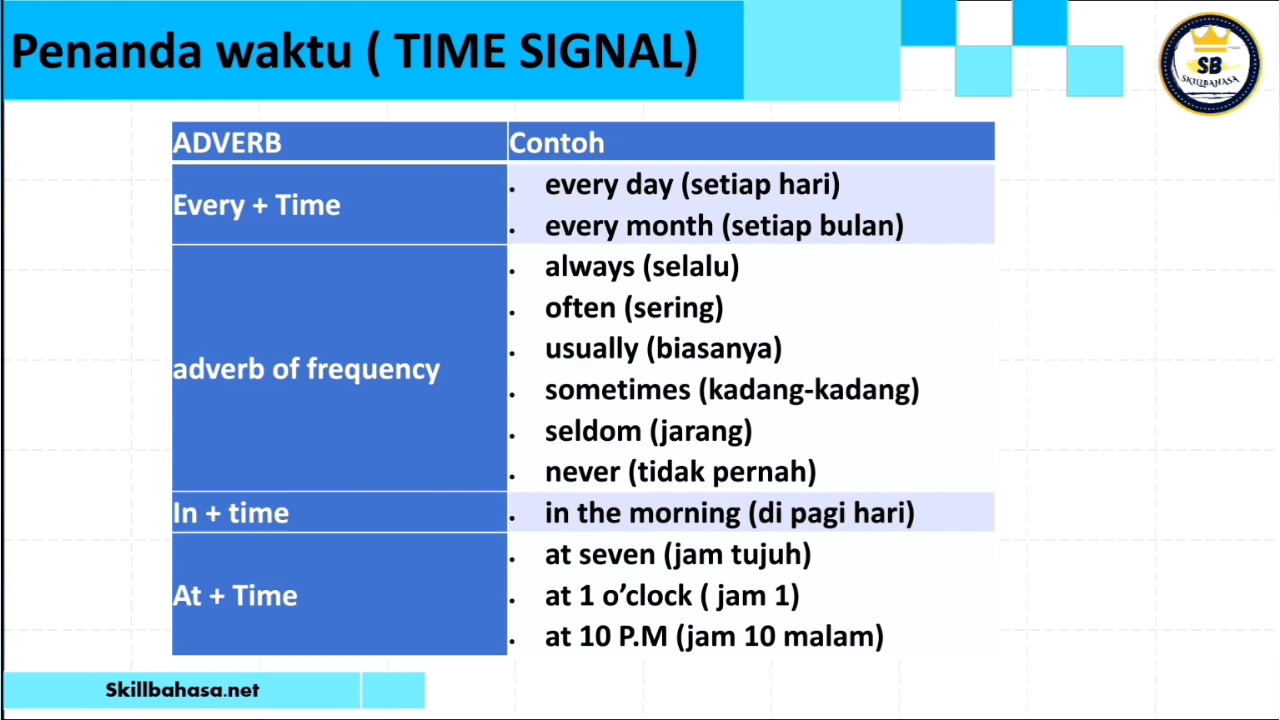 Penanda waktu ( TIME SIGNAL)
SB
SKILLBAHASA
ADVERB
Contoh
Every + Time
• every day (setiap hari)
• every month (setiap bulan)
adverb of frequency
• always (selalu)
• often (sering)
• usually (biasanya)
• sometimes (kadang-kadang)
• seldom (jarang)
• never (tidak pernah)
In + time
• in the morning (di pagi hari)
At + Time
• at seven (jam tujuh)
• at 1 o’clock ( jam 1)
• at 10 P.M (jam 10 malam)
Skillbahasa.net